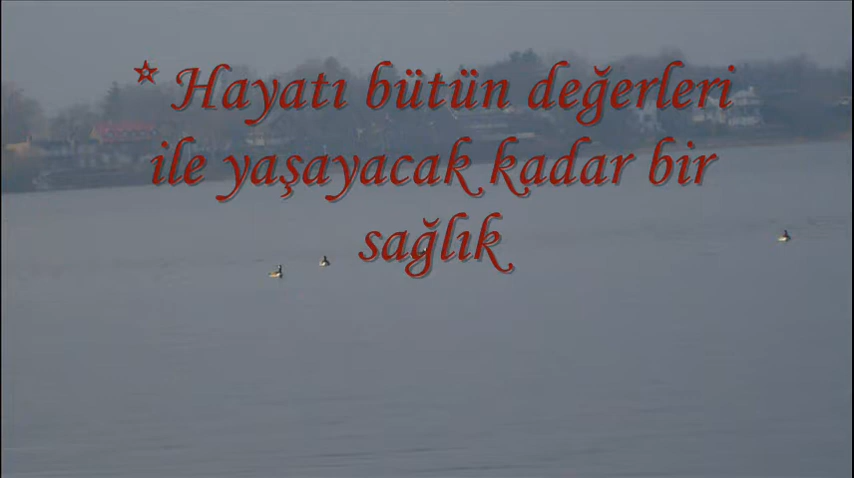 * Hayatı bütün değerleri
ile yaşayacak kadar bir
sağlık